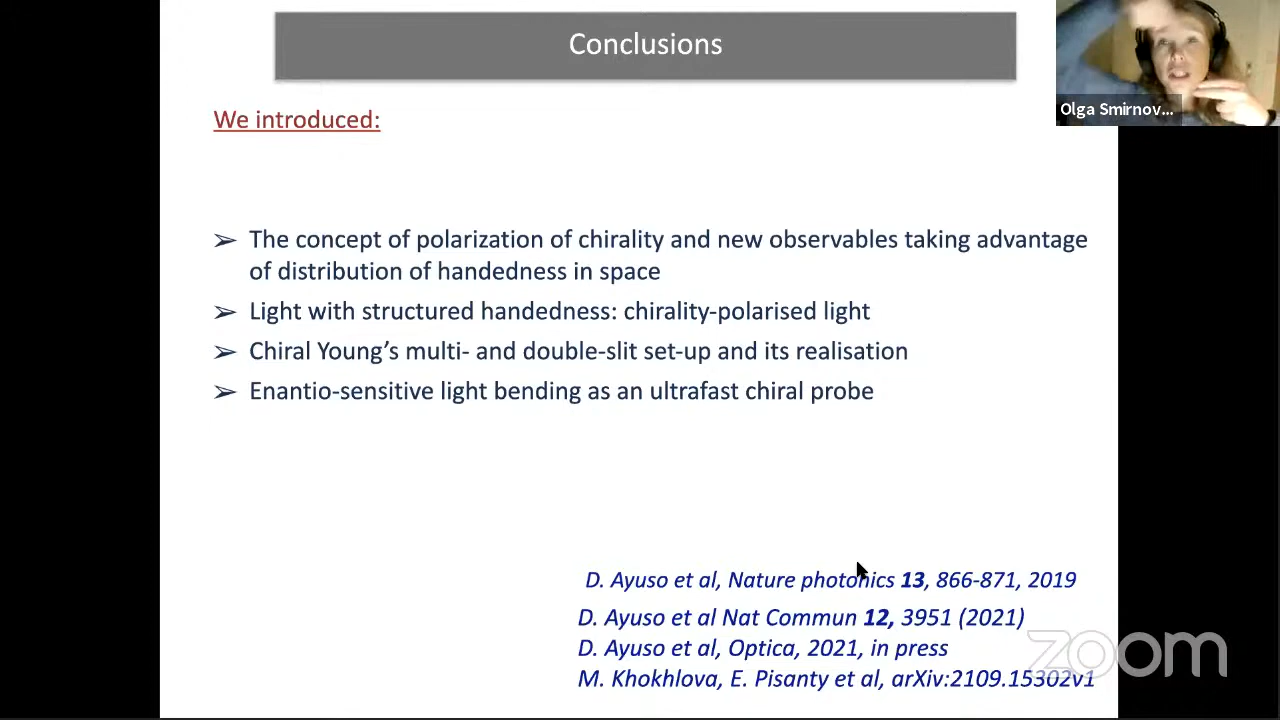 Conclusions
Olga Smirnov...
We introduced:
➢ The concept of polarization of chirality and new observables taking advantage
of distribution of handedness in space
➢ Light with structured handedness: chirality-polarised light
➢ Chiral Young’s multi- and double-slit set-up and its realisation
➢ Enantio-sensitive light bending as an ultrafast chiral probe
D. Ayuso et al, Nature photonics 13, 866-871, 2019
D. Ayuso et al Nat Commun 12, 3951 (2021)
D. Ayuso et al, Optica, 2021, in press
M. Khokhlova, E. Pisanty et al, arXiv:2109.15302v1
zoom